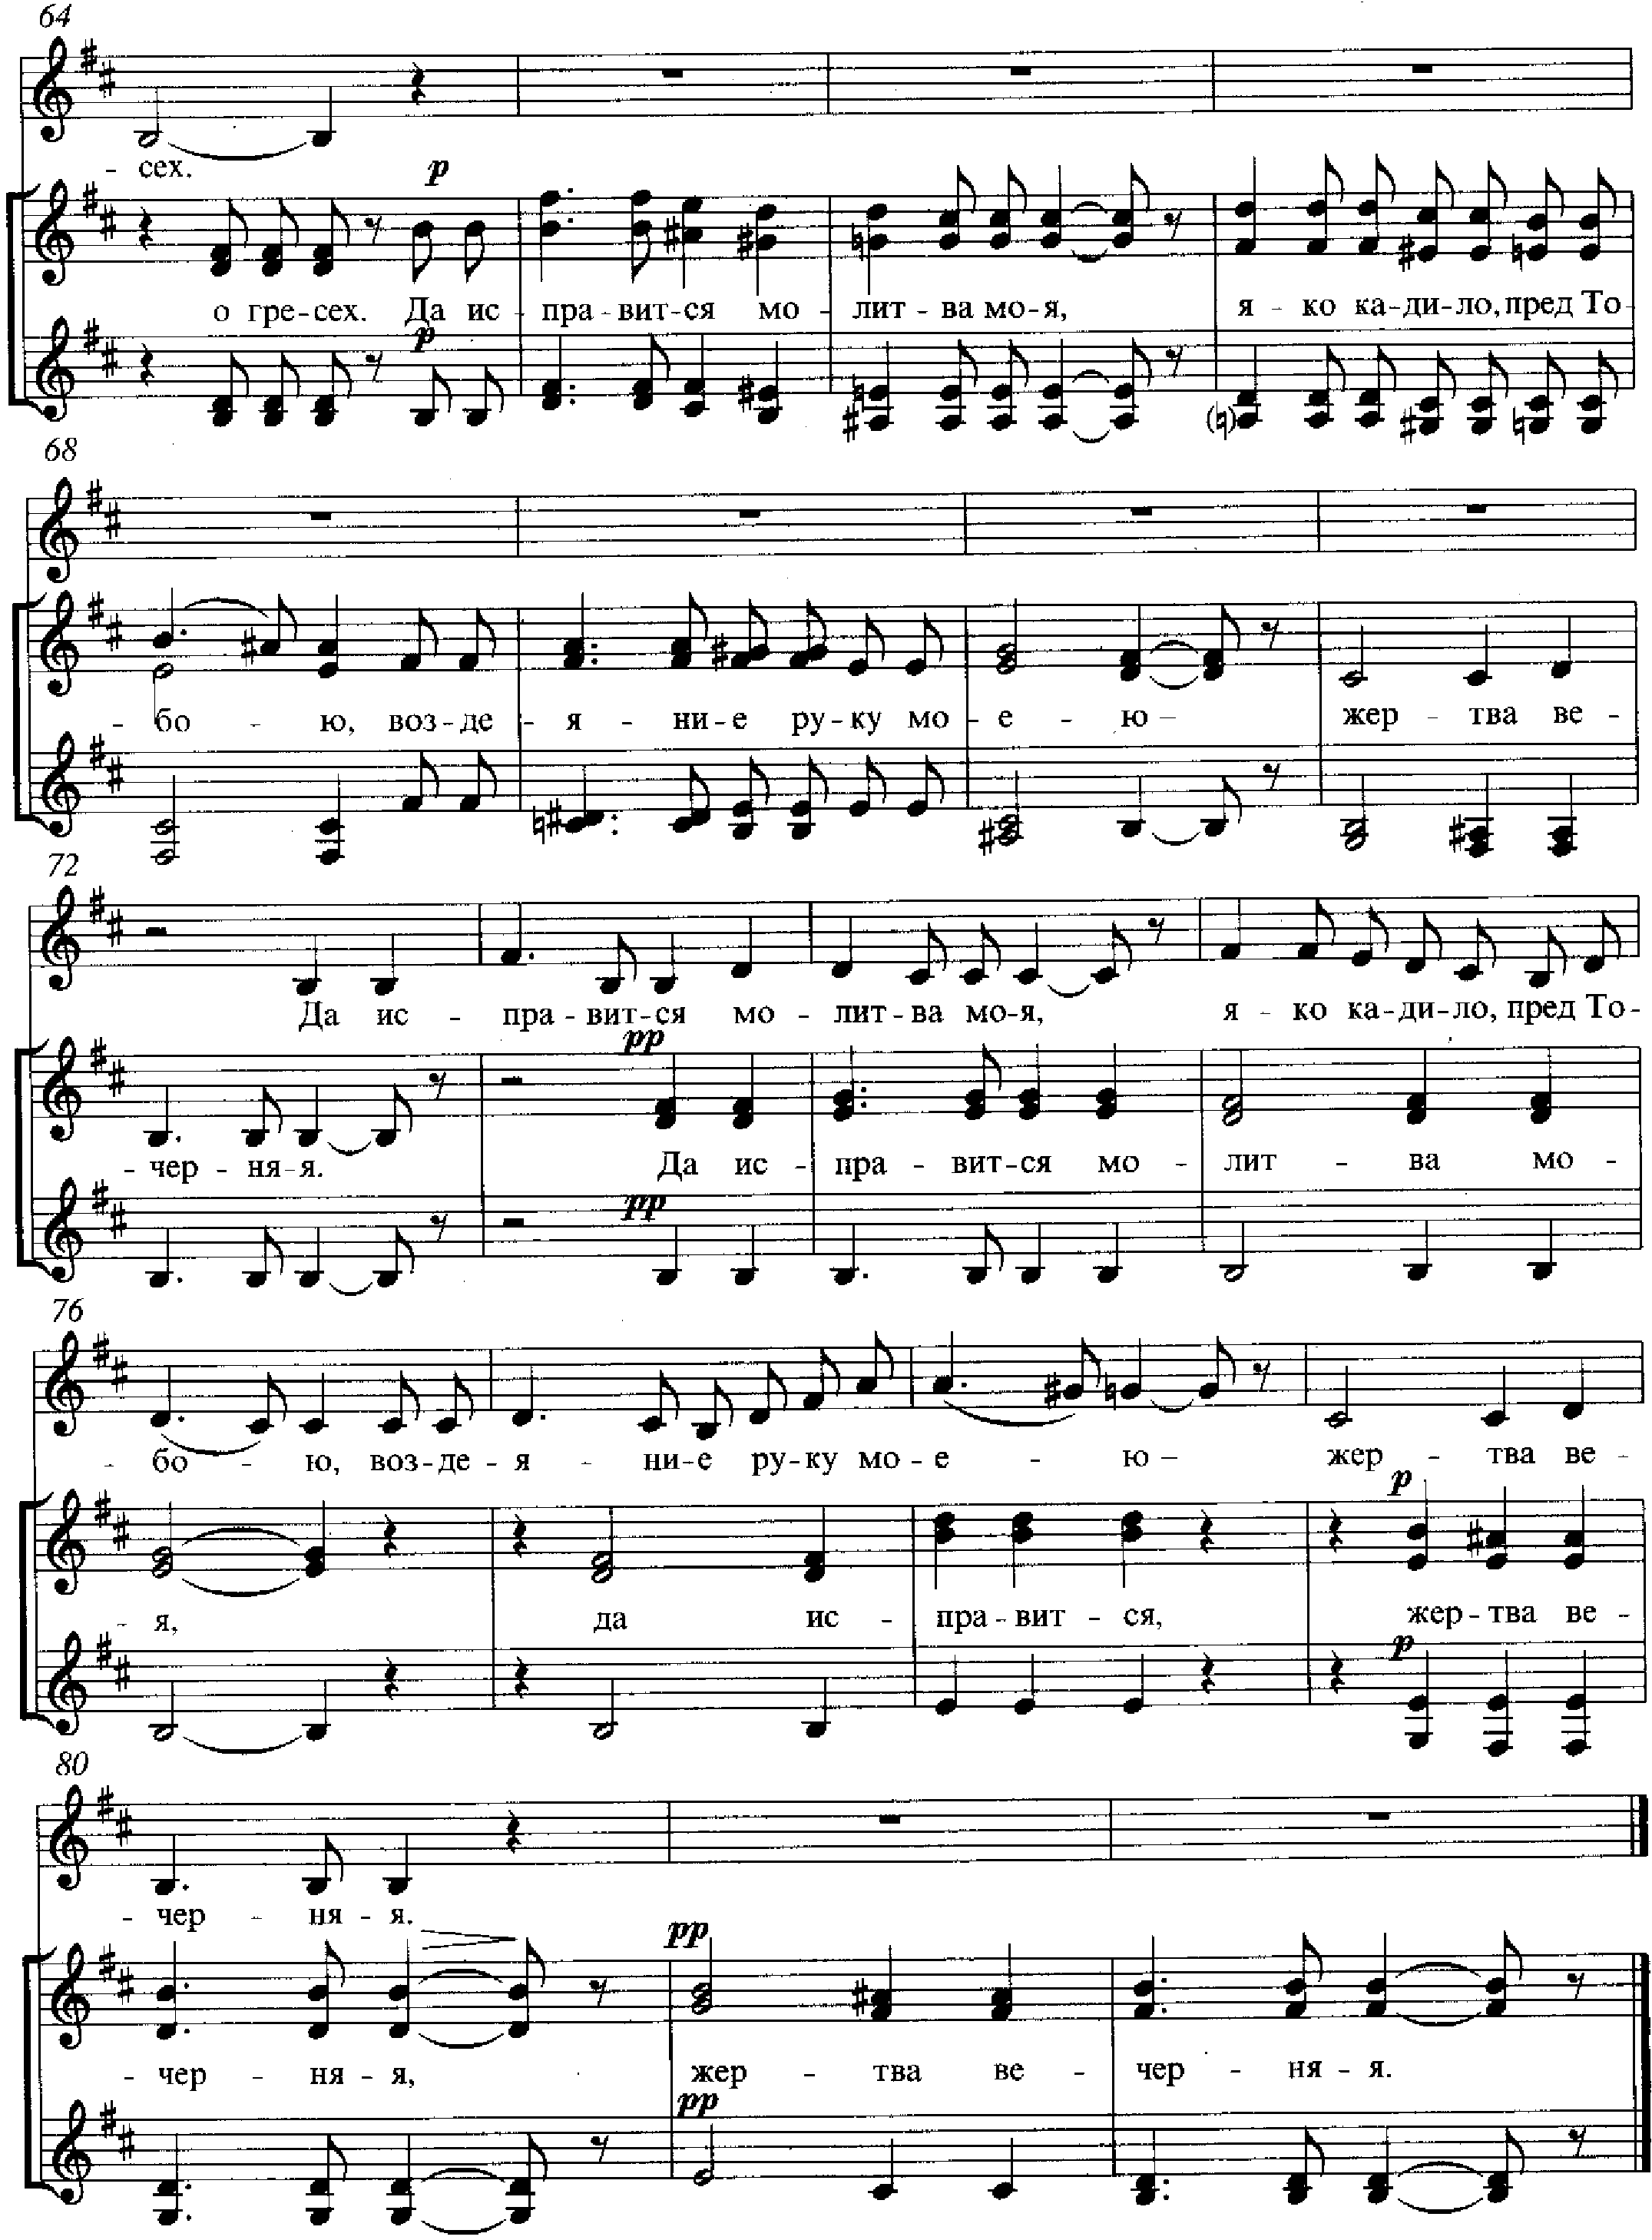 64
- сех.
p
о гре-сех. Да ис - пра-вит-ся мо - лит - ва мо-я, я - ко ка-ди-ло, пред То-
p
68
- бо - ю, воз-де - я - ни-е ру-ку мо - е - ю – жер - тва ве -
72
Да ис - пра-вит-ся мо - лит-ва мо-я, я - ко ка-ди-ло, пред То-
pp
- чер - ня-я. Да ис - пра - вит-ся мо - лит - ва мо -
pp
76
- бо - ю, воз-де - я - ни-е ру-ку мо - е - ю – жер - тва ве -
p
- я, да ис - пра - вит - ся, жер - тва ве -
p
80
- чер - ня - я.
pp
- чер - ня - я, жер - тва ве - чер - ня - я.
pp